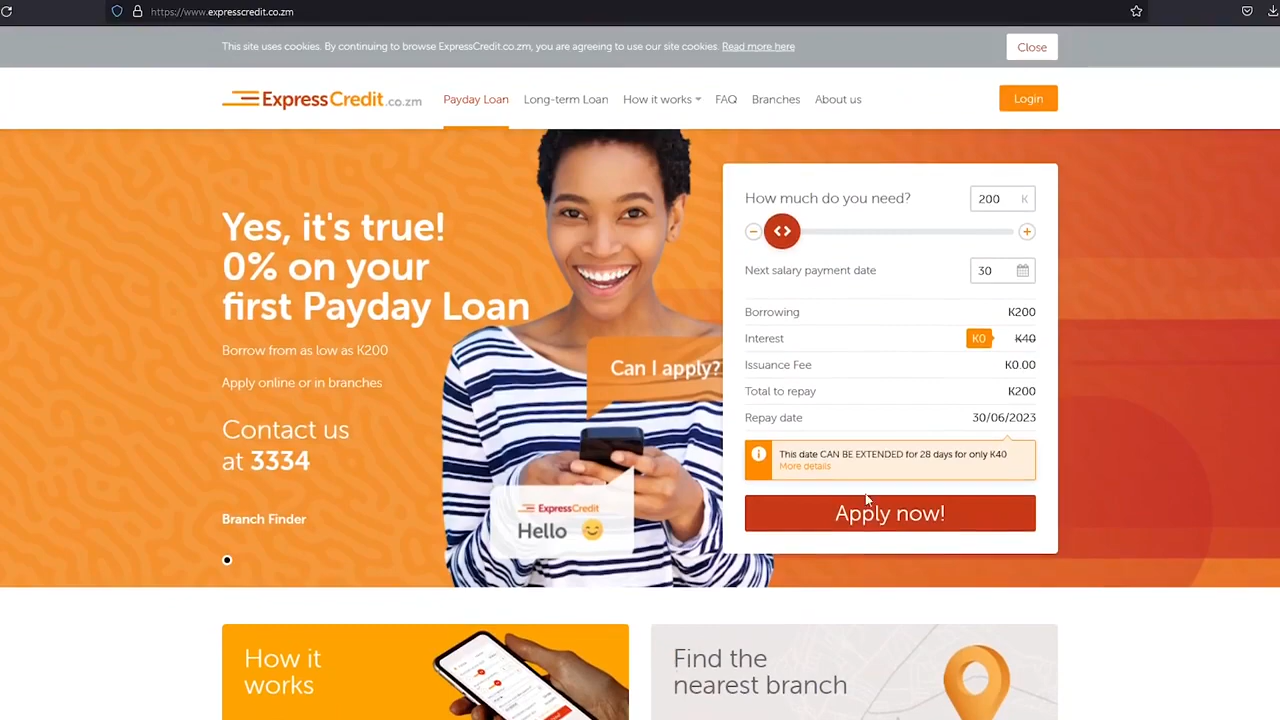 https://www.expresscredit.co.zm
This site uses cookies. By continuing to browse ExpressCredit.co.zm, you are agreeing to use our site cookies. Read more here
Close
ExpressCredit.co.zm
Payday Loan
Long-term Loan
How it works
FAQ
Branches
About us
Login
Yes, it's true!
0% on your
first Payday Loan
Borrow from as low as K200
Apply online or in branches
Contact us
at 3334
Branch Finder
Can I apply?
ExpressCredit
Hello 😊
How much do you need?
200 K
Next salary payment date
30
Borrowing K200
Interest K0 K40
Issuance Fee K0.00
Total to repay K200
Repay date 30/06/2023
This date CAN BE EXTENDED for 28 days for only K40
More details
Apply now!
How it
works
Find the
nearest branch